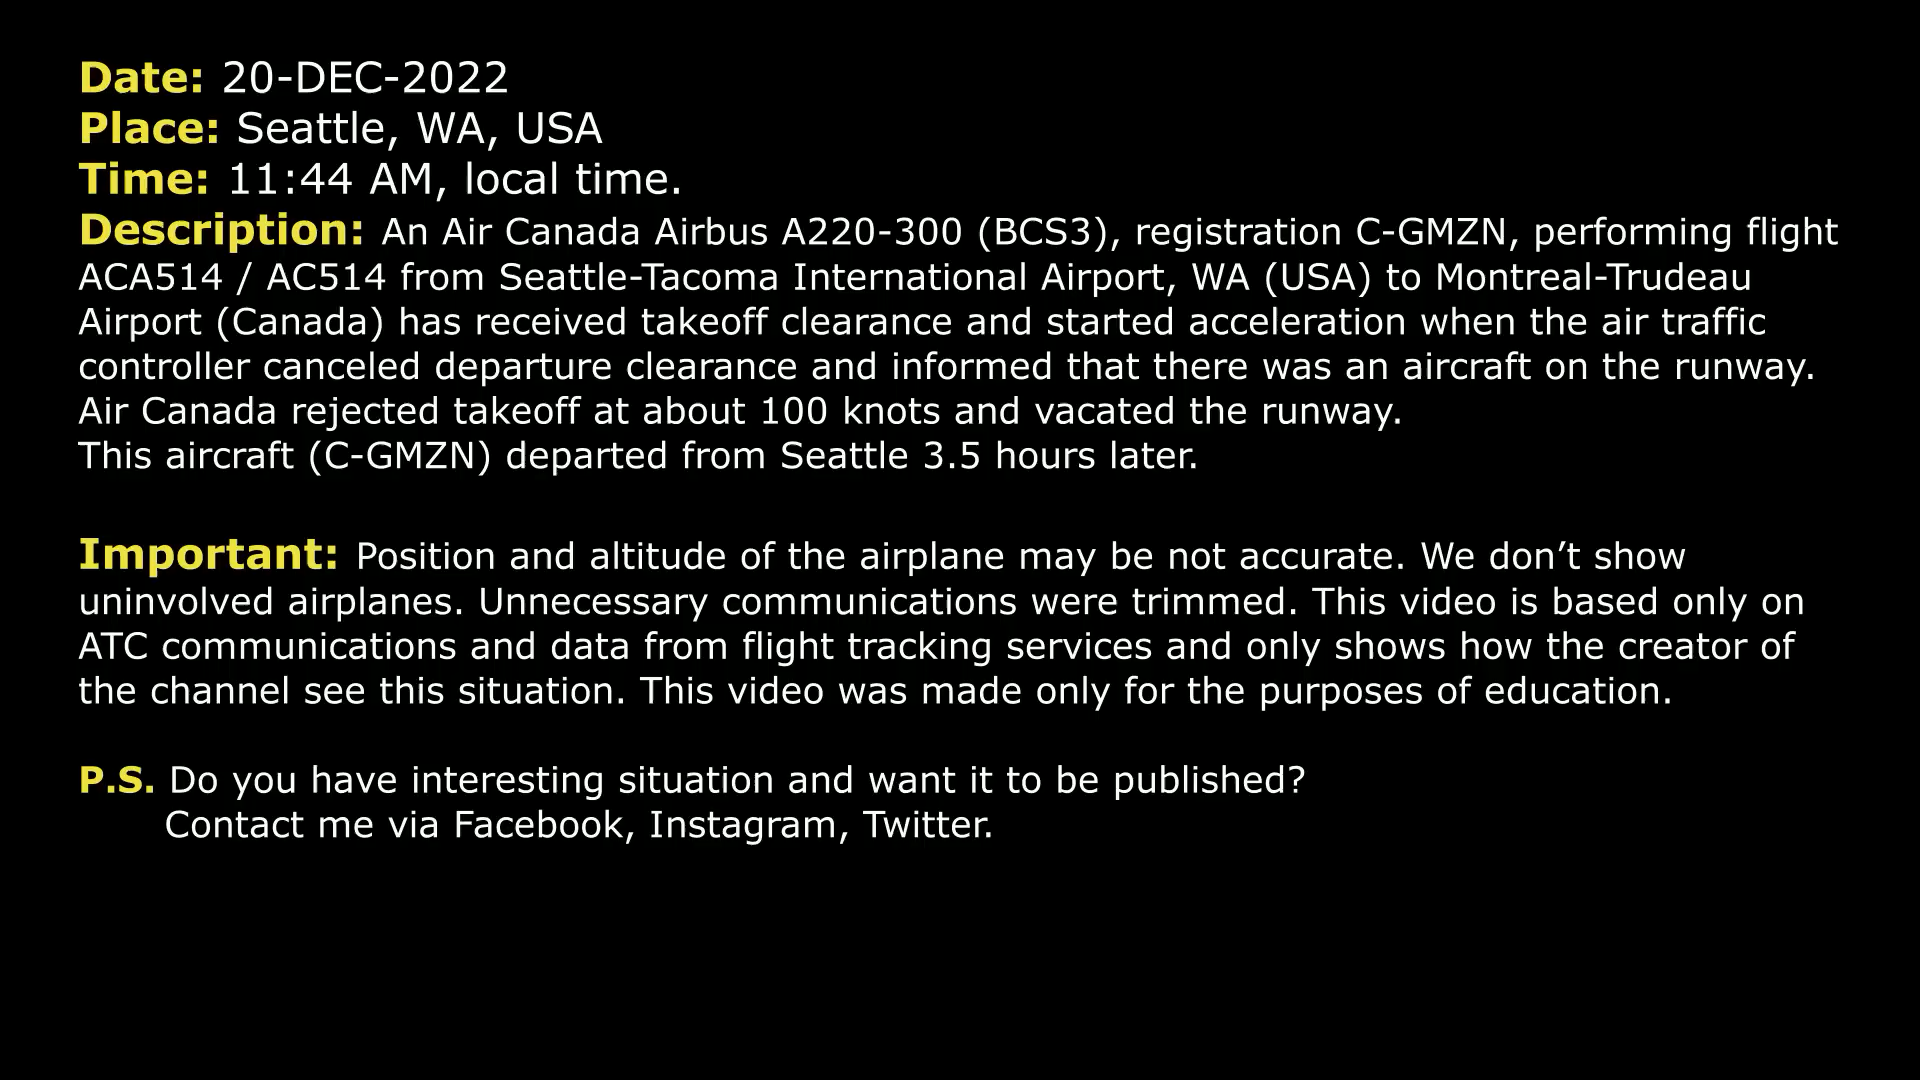 Date: 20-DEC-2022
Place: Seattle, WA, USA
Time: 11:44 AM, local time.
Description: An Air Canada Airbus A220-300 (BCS3), registration C-GMZN, performing flight
ACA514 / AC514 from Seattle-Tacoma International Airport, WA (USA) to Montreal-Trudeau
Airport (Canada) has received takeoff clearance and started acceleration when the air traffic
controller canceled departure clearance and informed that there was an aircraft on the runway.
Air Canada rejected takeoff at about 100 knots and vacated the runway.
This aircraft (C-GMZN) departed from Seattle 3.5 hours later.
Important: Position and altitude of the airplane may be not accurate. We don’t show
uninvolved airplanes. Unnecessary communications were trimmed. This video is based only on
ATC communications and data from flight tracking services and only shows how the creator of
the channel see this situation. This video was made only for the purposes of education.
P.S. Do you have interesting situation and want it to be published?
Contact me via Facebook, Instagram, Twitter.